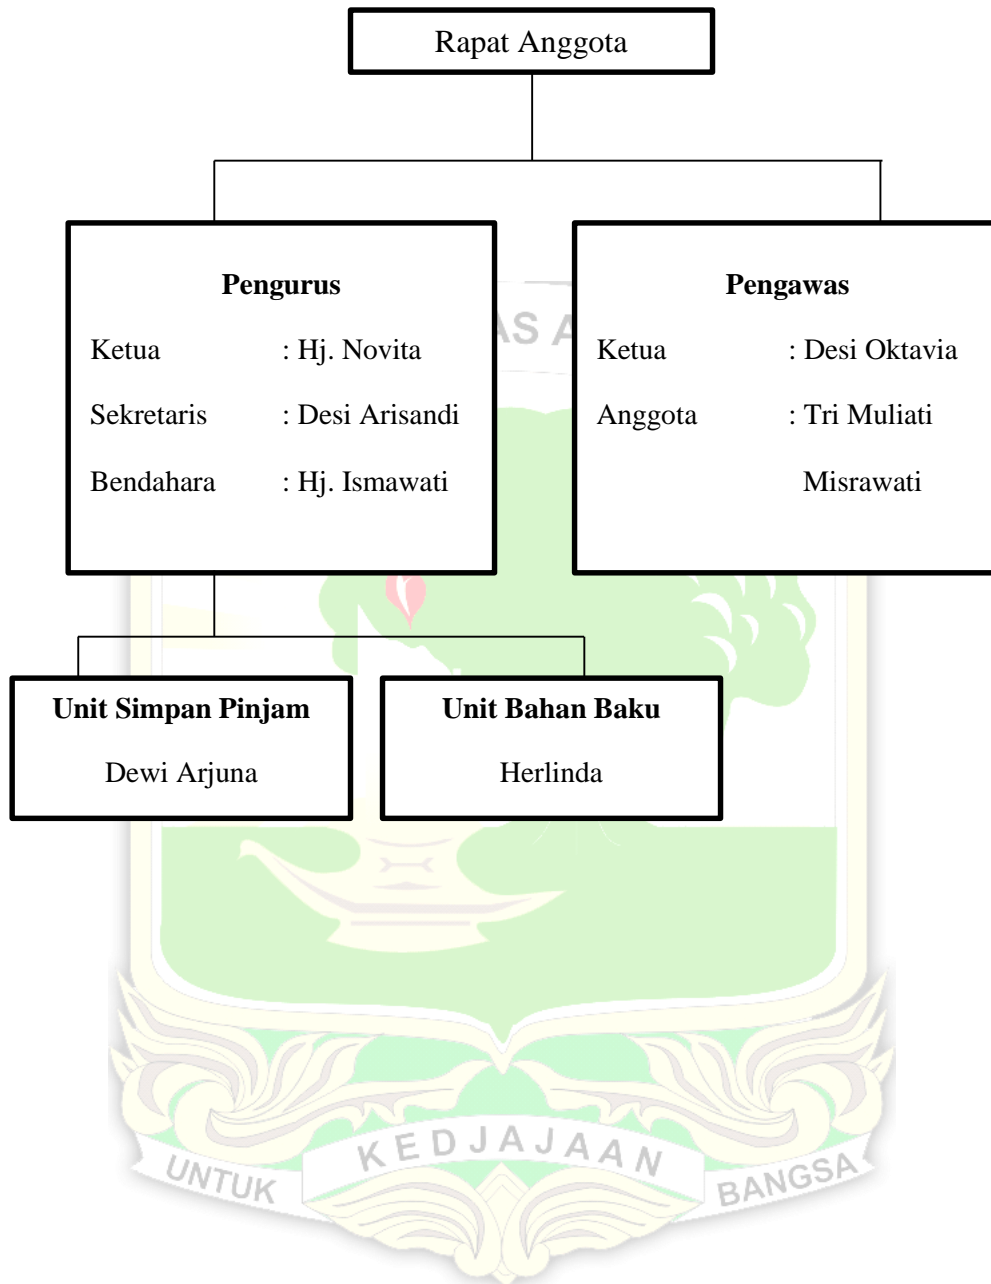 Rapat Anggota
Pengurus
Ketua : Hj. Novita
Sekretaris : Desi Arisandi
Bendahara : Hj. Ismawati
Pengawas
Ketua : Desi Oktavia
Anggota : Tri Muliati
Misrawati
Unit Simpan Pinjam
Dewi Arjuna
Unit Bahan Baku
Herlinda
AS A
UNTUK KEDJAJAAN BANGSA